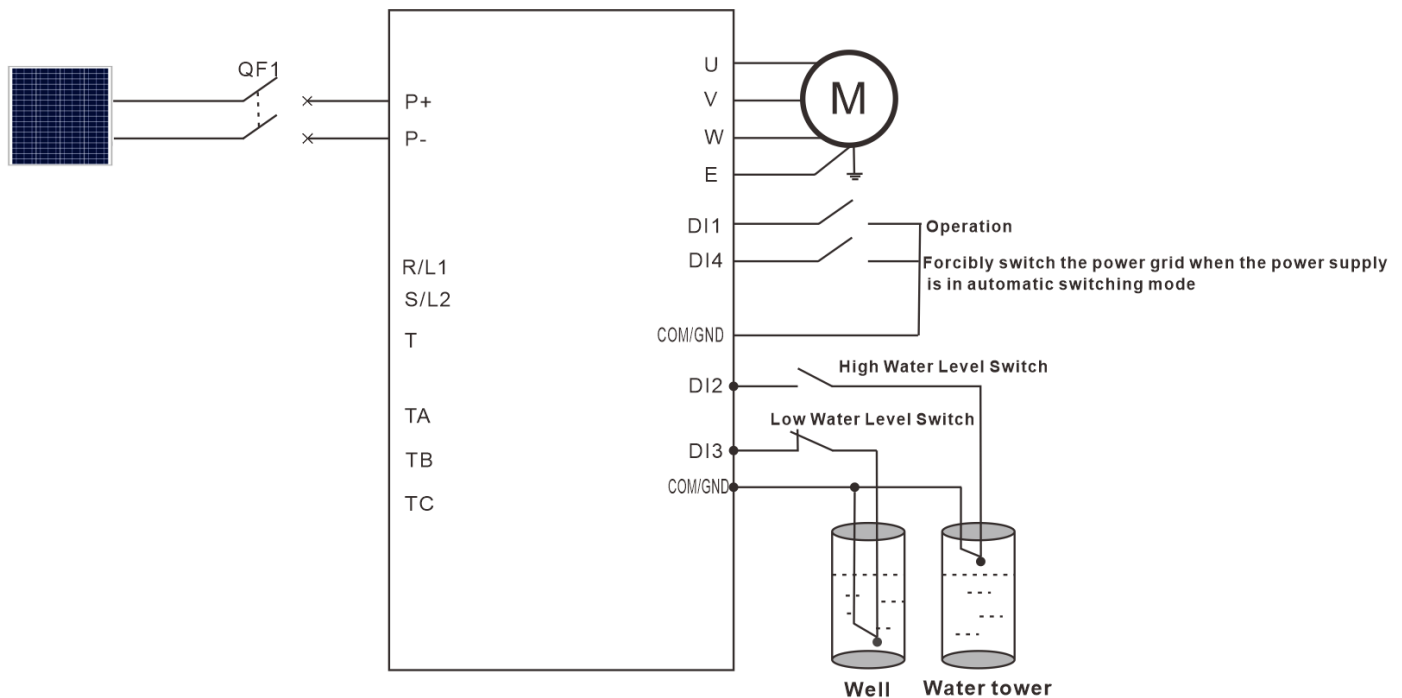 QF1
P+
P-
R/L1
S/L2
T
TA
TB
TC
U
V
W
E
M
DI1
Operation
DI4
Forcibly switch the power grid when the power supply
is in automatic switching mode
COM/GND
High Water Level Switch
DI2
Low Water Level Switch
DI3
COM/GND
Well
Water tower